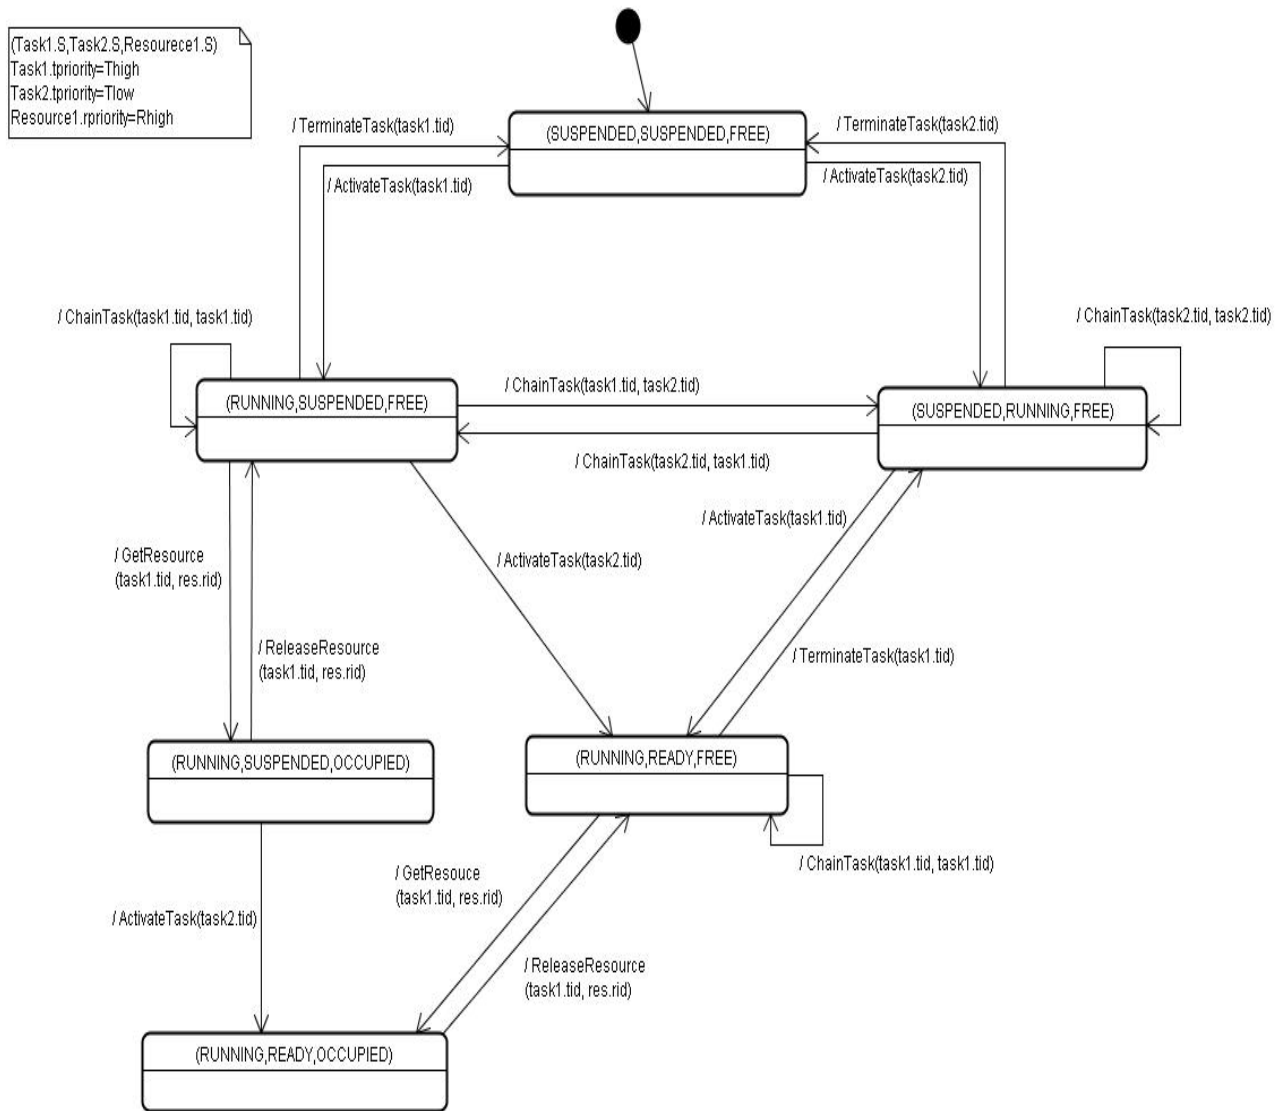 (Task1.S,Task2.S,Resourece1.S)
Task1.tpriority=Thigh
Task2.tpriority=Tlow
Resource1.rpriority=Rhigh
/ TerminateTask(task1.tid)
(SUSPENDED,SUSPENDED,FREE)
/ TerminateTask(task2.tid)
/ ActivateTask(task1.tid)
/ ActivateTask(task2.tid)
/ ChainTask(task1.tid, task1.tid)
/ ChainTask(task2.tid, task2.tid)
(RUNNING,SUSPENDED,FREE)
/ ChainTask(task1.tid, task2.tid)
(SUSPENDED,RUNNING,FREE)
/ ChainTask(task2.tid, task1.tid)
/ ActivateTask(task1.tid)
/ GetResource
(task1.tid, res.rid)
/ ActivateTask(task2.tid)
/ ReleaseResource
(task1.tid, res.rid)
/ TerminateTask(task1.tid)
(RUNNING,SUSPENDED,OCCUPIED)
(RUNNING,READY,FREE)
/ ChainTask(task1.tid, task1.tid)
/ GetResouce
(task1.tid, res.rid)
/ ActivateTask(task2.tid)
/ ReleaseResource
(task1.tid, res.rid)
(RUNNING,READY,OCCUPIED)